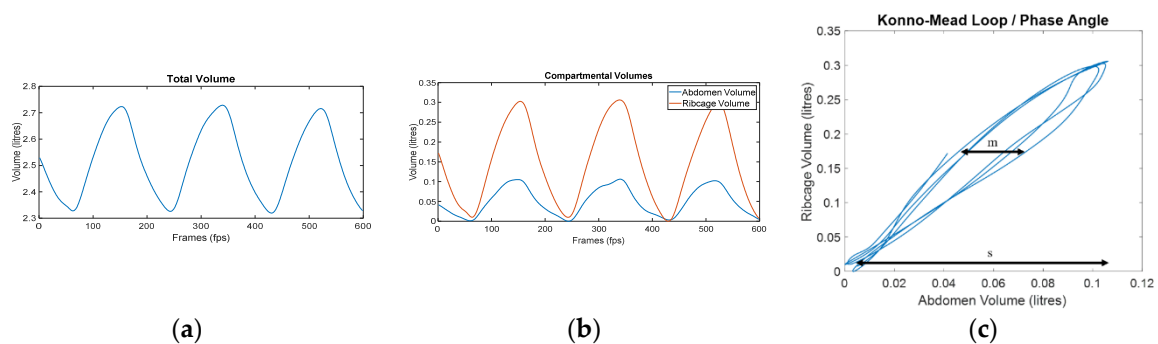 Total Volume
Volume (litres)
2.8
2.7
2.6
2.5
2.4
2.3
0 100 200 300 400 500 600
Frames (fps)
(a)
Compartmental Volumes
Volume (litres)
0.35
0.3
0.25
0.2
0.15
0.1
0.05
0
Abdomen Volume
Ribcage Volume
0 100 200 300 400 500 600
Frames (fps)
(b)
Konno-Mead Loop / Phase Angle
Ribcage Volume (litres)
0.35
0.3
0.25
0.2
0.15
0.1
0.05
0
m
s
0 0.02 0.04 0.06 0.08 0.1 0.12
Abdomen Volume (litres)
(c)